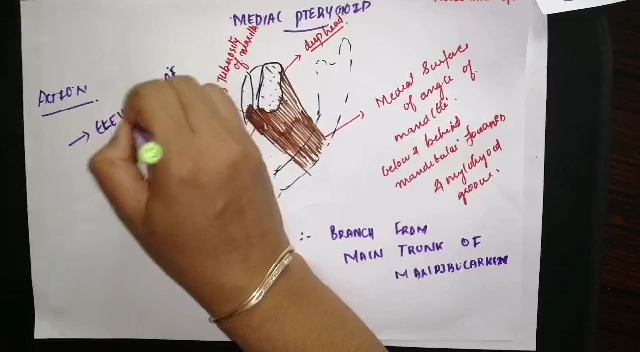 MEDIAL PTERYGOID
Tuberosity
of maxilla
deep head
ACTION
→ ELEV
Medial Surface
of angle of
mandible
below & behind
mandibular foramen
& mylohyoid
groove.
:- BRANCH FROM
MAIN TRUNK OF